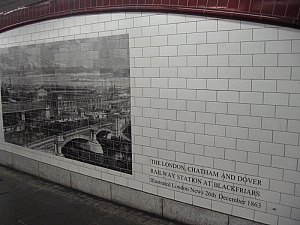 THE LONDON, CHATHAM AND DOVER
RAILWAY STATION AT BLACKFRIARS
Illustrated London News 26th December 1863